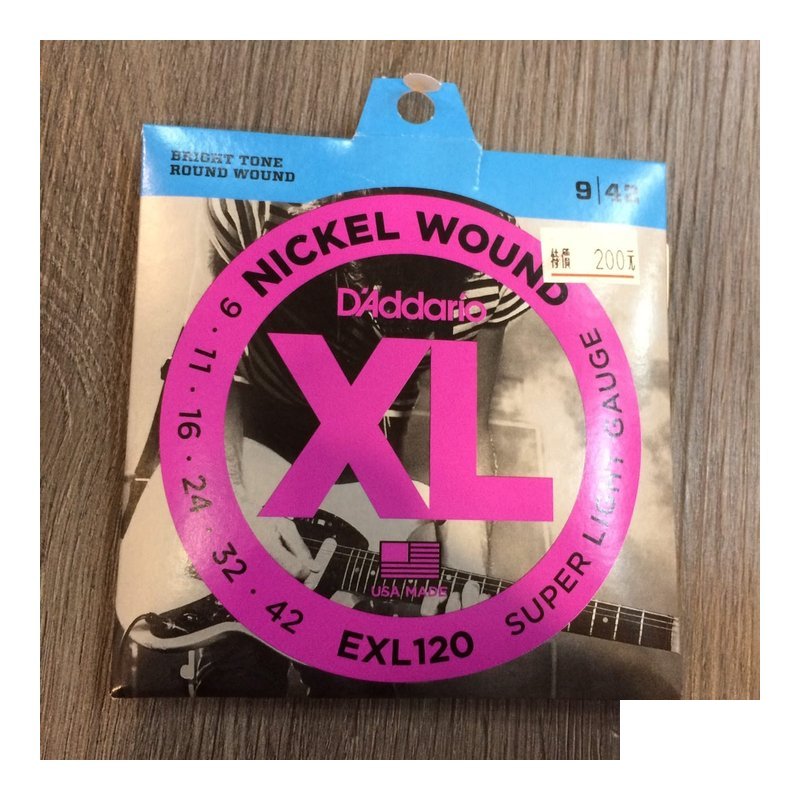 BRIGHT TONE
ROUND WOUND
9|42
NICKEL WOUND
特價 200元
D'Addario
XL
9 · 11 · 16 · 24 · 32 · 42
USA MADE
EXL120
SUPER LIGHT GAUGE